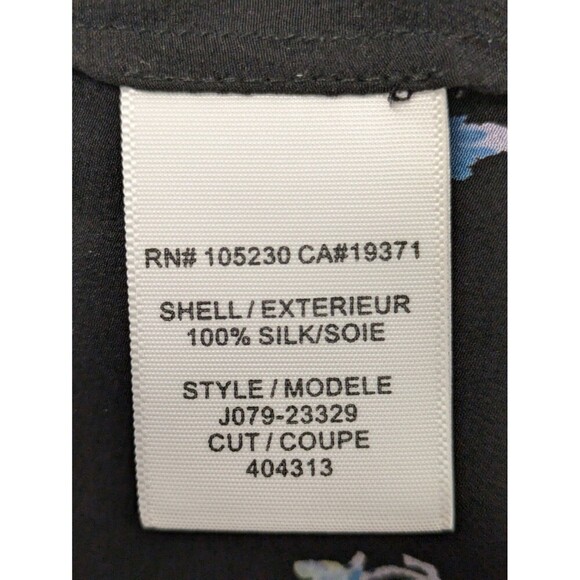 RN# 105230 CA#19371
SHELL / EXTERIEUR
100% SILK/SOIE
STYLE / MODELE
J079-23329
CUT / COUPE
404313